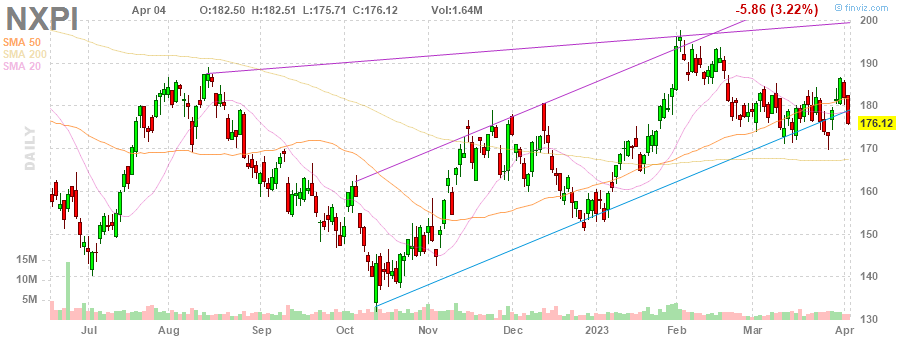 NXPI
Apr 04 O:182.50 H:182.51 L:175.71 C:176.12 Vol:1.64M
-5.86 (3.22%)
© finviz.com
SMA 50
SMA 200
SMA 20
DAILY
200
190
180
176.12
170
160
150
140
130
15M
10M
5M
Jul Aug Sep Oct Nov Dec 2023 Feb Mar Apr